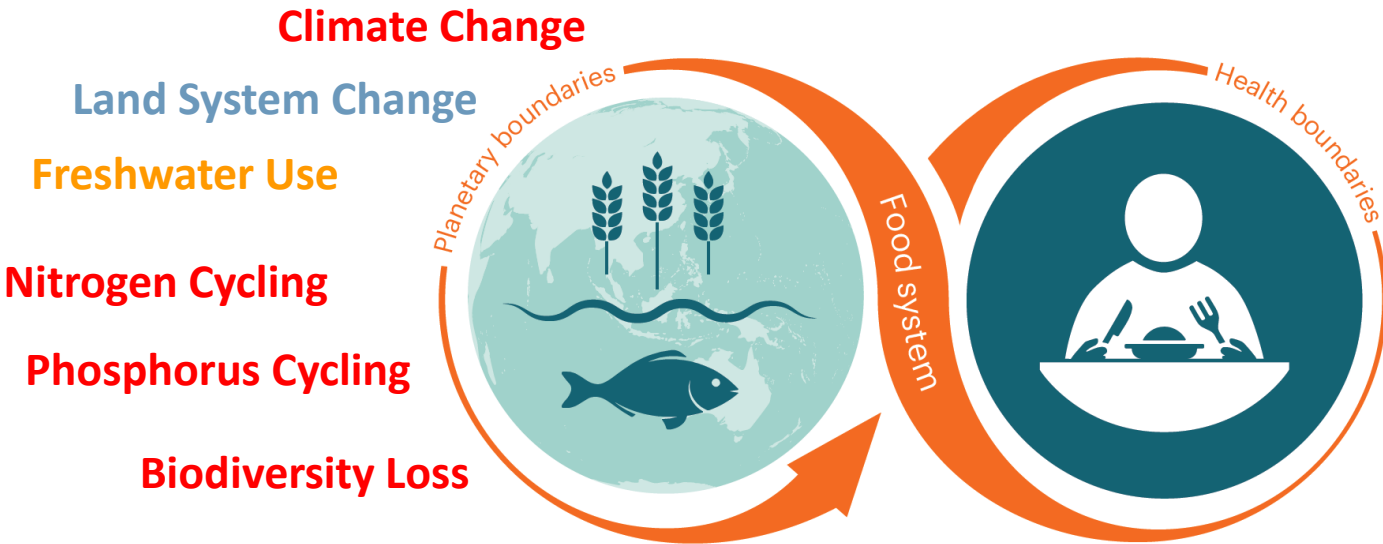 Climate Change
Land System Change
Freshwater Use
Nitrogen Cycling
Phosphorus Cycling
Biodiversity Loss
Planetary boundaries
Food system
Health boundaries